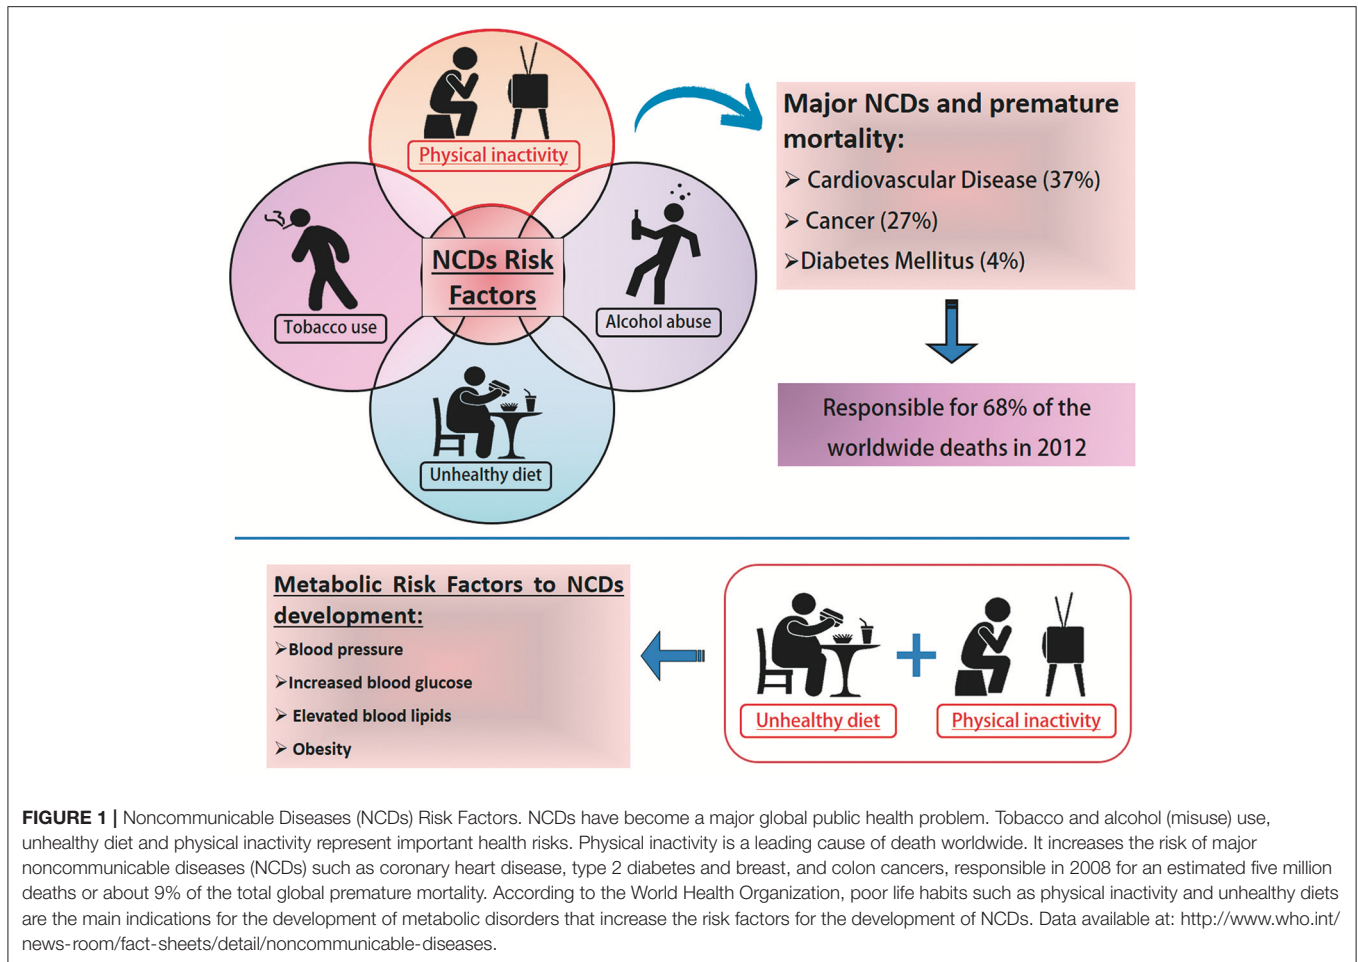 Physical inactivity
Tobacco use
NCDs Risk
Factors
Alcohol abuse
Unhealthy diet
Major NCDs and premature
mortality:
➢ Cardiovascular Disease (37%)
➢ Cancer (27%)
➢Diabetes Mellitus (4%)
Responsible for 68% of the
worldwide deaths in 2012
Metabolic Risk Factors to NCDs
development:
➢Blood pressure
➢Increased blood glucose
➢ Elevated blood lipids
➢ Obesity
Unhealthy diet
Physical inactivity
FIGURE 1 | Noncommunicable Diseases (NCDs) Risk Factors. NCDs have become a major global public health problem. Tobacco and alcohol (misuse) use,
unhealthy diet and physical inactivity represent important health risks. Physical inactivity is a leading cause of death worldwide. It increases the risk of major
noncommunicable diseases (NCDs) such as coronary heart disease, type 2 diabetes and breast, and colon cancers, responsible in 2008 for an estimated five million
deaths or about 9% of the total global premature mortality. According to the World Health Organization, poor life habits such as physical inactivity and unhealthy diets
are the main indications for the development of metabolic disorders that increase the risk factors for the development of NCDs. Data available at: http://www.who.int/
news-room/fact-sheets/detail/noncommunicable-diseases.